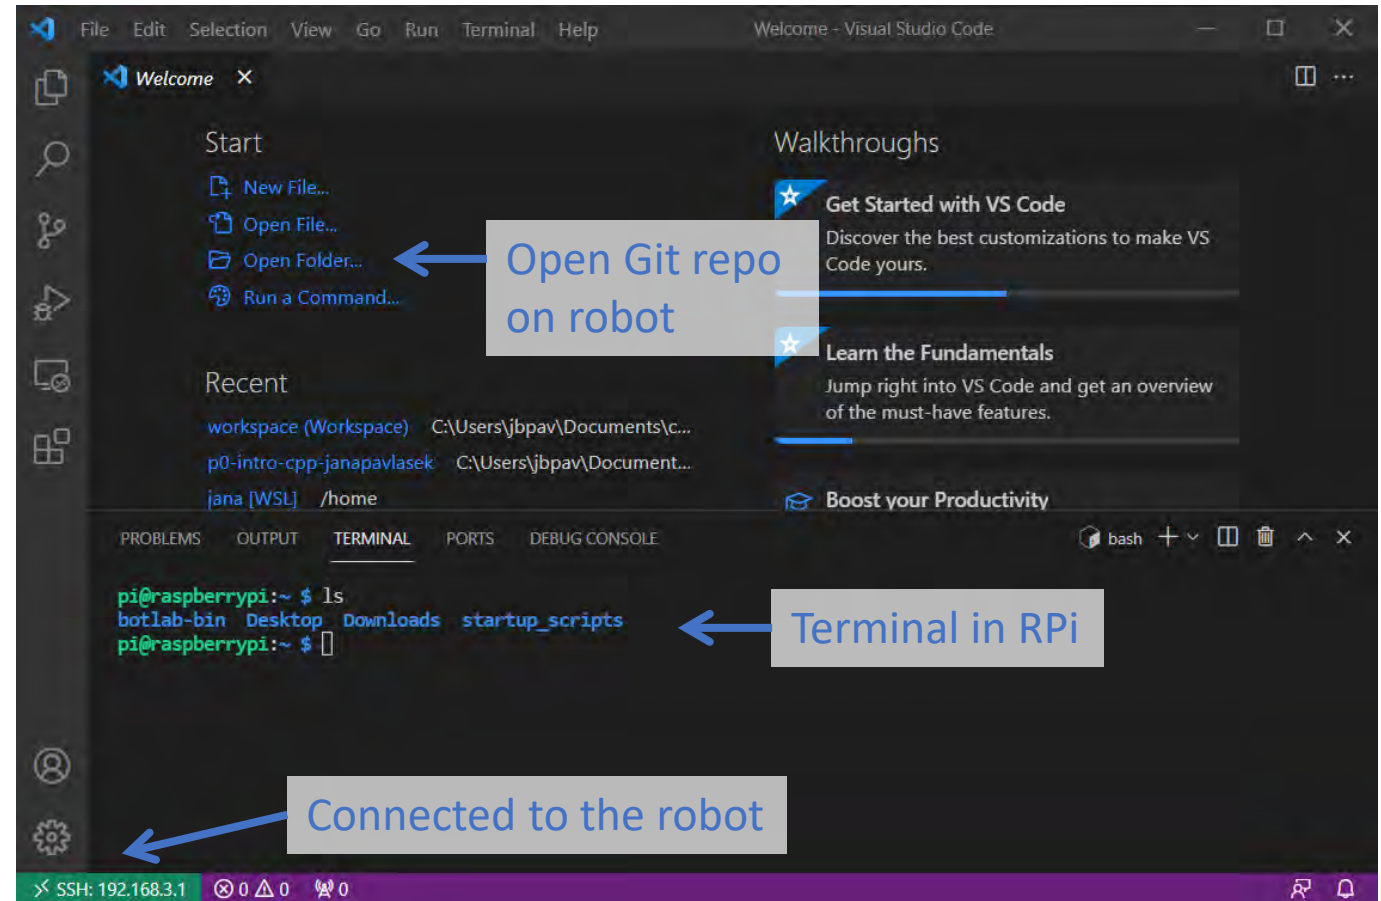 File Edit Selection View Go Run Terminal Help Welcome - Visual Studio Code
Welcome
Start
New File...
Open File...
Open Folder...
Run a Command...
Open Git repo
on robot
Recent
workspace (Workspace) C:\Users\jbpav\Documents\c...
p0-intro-cpp-janapavlasek C:\Users\jbpav\Document...
jana [WSL] /home
Walkthroughs
Get Started with VS Code
Discover the best customizations to make VS
Code yours.
Learn the Fundamentals
Jump right into VS Code and get an overview
of the must-have features.
Boost your Productivity
PROBLEMS OUTPUT TERMINAL PORTS DEBUG CONSOLE bash
pi@raspberrypi:~ $ ls
botlab-bin Desktop Downloads startup_scripts
pi@raspberrypi:~ $
Terminal in RPi
Connected to the robot
SSH: 192.168.3.1 0 0 0